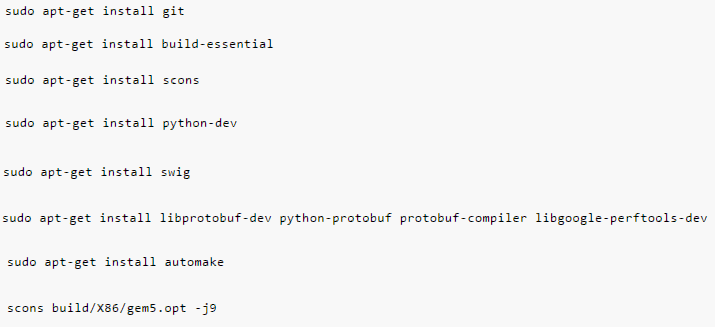 sudo apt-get install git
sudo apt-get install build-essential
sudo apt-get install scons
sudo apt-get install python-dev
sudo apt-get install swig
sudo apt-get install libprotobuf-dev python-protobuf protobuf-compiler libgoogle-perftools-dev
sudo apt-get install automake
scons build/X86/gem5.opt -j9